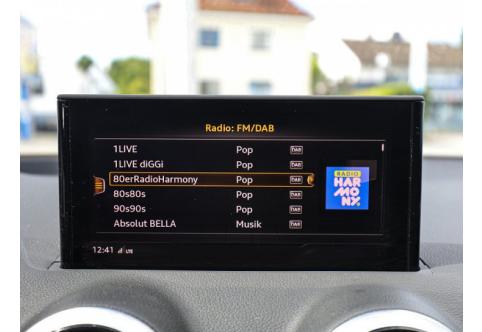 Radio: FM/DAB
1LIVE Pop DAB
1LIVE diGGi Pop DAB
80erRadioHarmony Pop DAB
80s80s Pop DAB
90s90s Pop DAB
Absolut BELLA Musik DAB
RADIO
HAR
MO
NY.
12:41 LTE